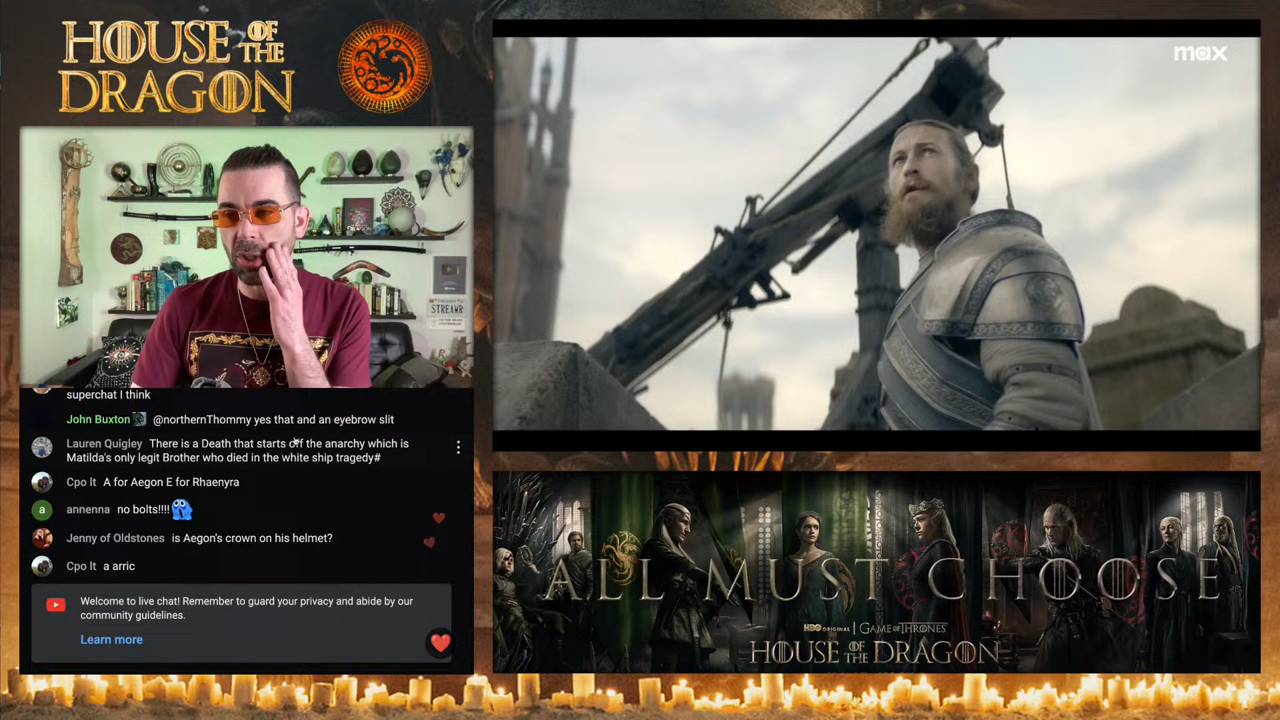 HOUSE OF THE
DRAGON
max
STREAWR
superchat I think
John Buxton @northernThommy yes that and an eyebrow slit
Lauren Quigley There is a Death that starts off the anarchy which is
Matilda's only legit Brother who died in the white ship tragedy#
Cpo lt A for Aegon E for Rhaenyra
a annenna no bolts!!!!
Jenny of Oldstones is Aegon's crown on his helmet?
Cpo lt a arric
Welcome to live chat! Remember to guard your privacy and abide by our
community guidelines.
Learn more
ALL MUST CHOOSE
HBO ORIGINAL | GAME OF THRONES
HOUSE OF THE DRAGON